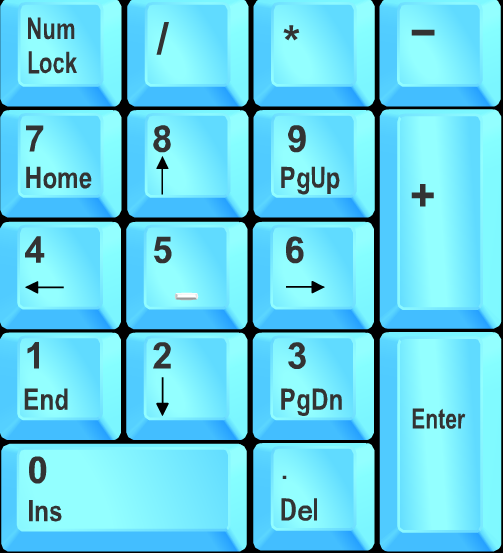 Num
Lock
/
*
−
7
Home
8
↑
9
PgUp
+
4
←
5
6
→
1
End
2
↓
3
PgDn
Enter
0
Ins
.
Del